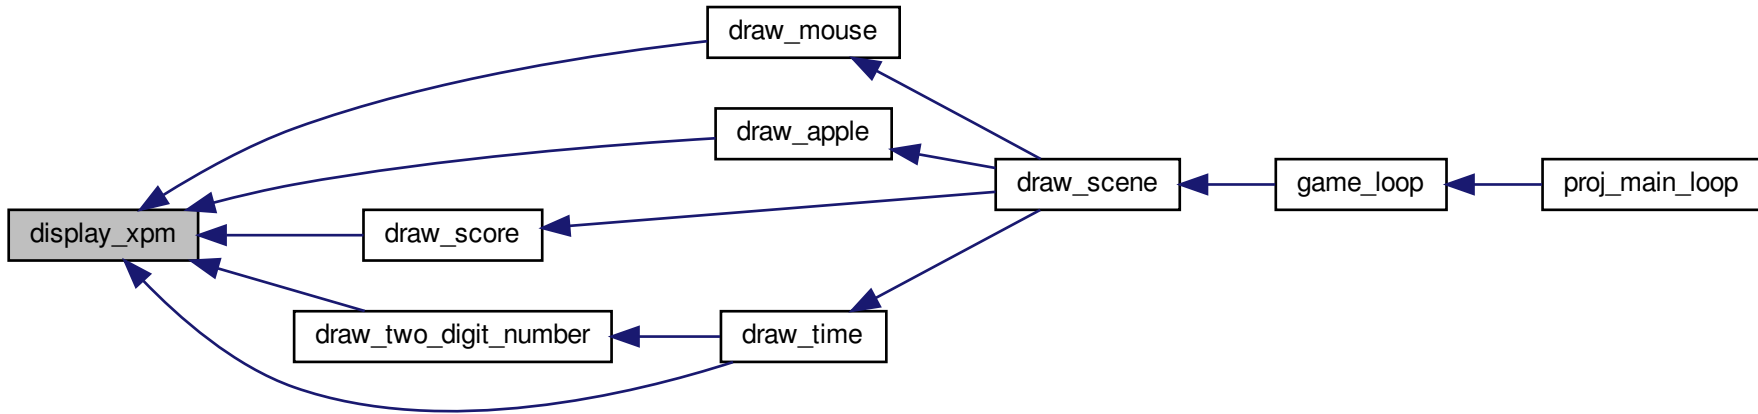 draw_mouse
draw_apple
draw_scene
game_loop
proj_main_loop
display_xpm
draw_score
draw_two_digit_number
draw_time